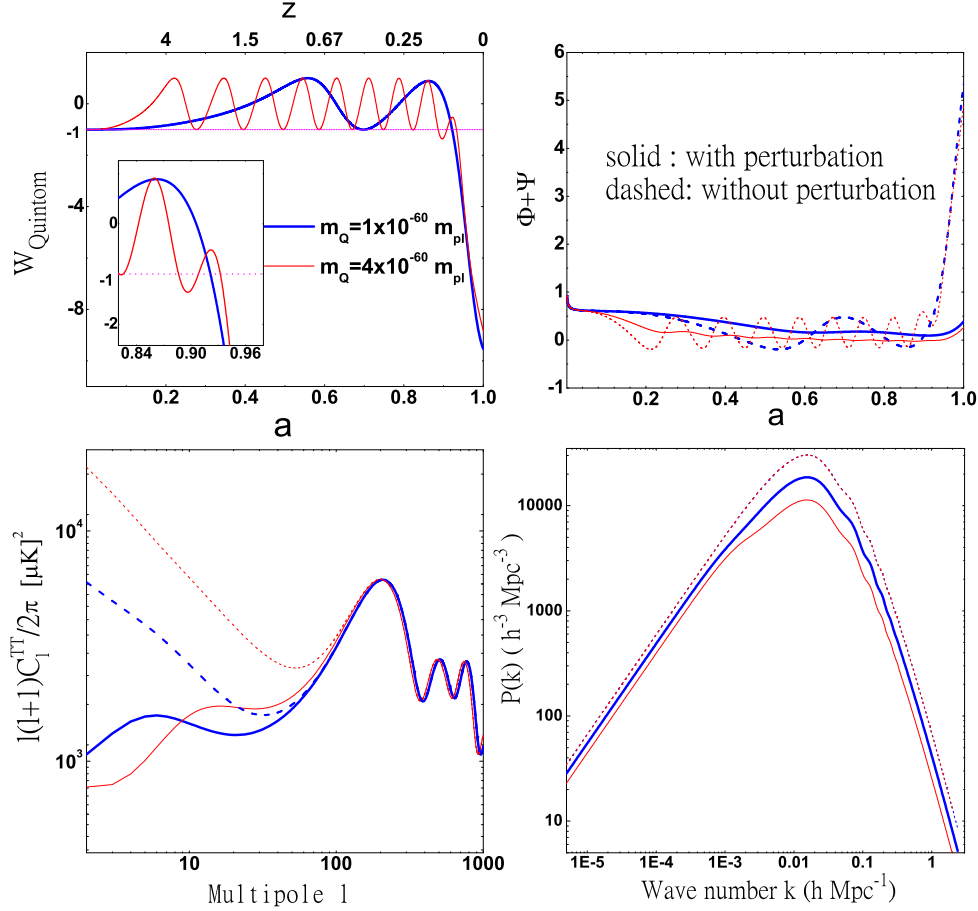 z
4 1.5 0.67 0.25 0
W_Quintom
0
-1
-4
-8
0
-1
-2
0.84 0.90 0.96
m_Q=1x10^-60 m_pl
m_Q=4x10^-60 m_pl
0.2 0.4 0.6 0.8 1.0
a
Φ+Ψ
6
5
4
3
2
1
0
-1
solid : with perturbation
dashed: without perturbation
0.0 0.2 0.4 0.6 0.8 1.0
a
l(l+1)C_l^TT/2π [μK]^2
10^4
10^3
10 100 1000
Multipole l
P(k) ( h^-3 Mpc^-3 )
10000
1000
100
10
1E-5 1E-4 1E-3 0.01 0.1 1
Wave number k (h Mpc^-1)